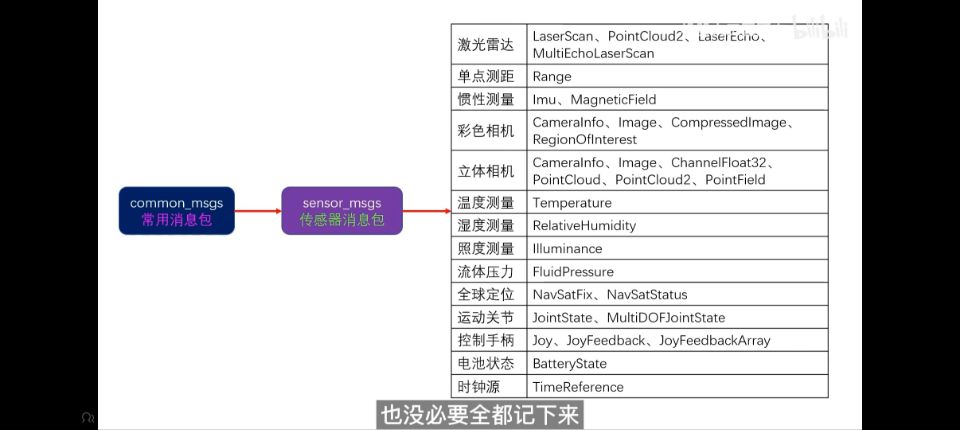 bilibili
激光雷达
LaserScan、PointCloud2、LaserEcho、
MultiEchoLaserScan
单点测距
Range
惯性测量
Imu、MagneticField
彩色相机
CameraInfo、Image、CompressedImage、
RegionOfInterest
立体相机
CameraInfo、Image、ChannelFloat32、
PointCloud、PointCloud2、PointField
common_msgs
常用消息包
sensor_msgs
传感器消息包
温度测量
Temperature
湿度测量
RelativeHumidity
照度测量
Illuminance
流体压力
FluidPressure
全球定位
NavSatFix、NavSatStatus
运动关节
JointState、MultiDOFJointState
控制手柄
Joy、JoyFeedback、JoyFeedbackArray
电池状态
BatteryState
时钟源
TimeReference
也没必要全都记下来